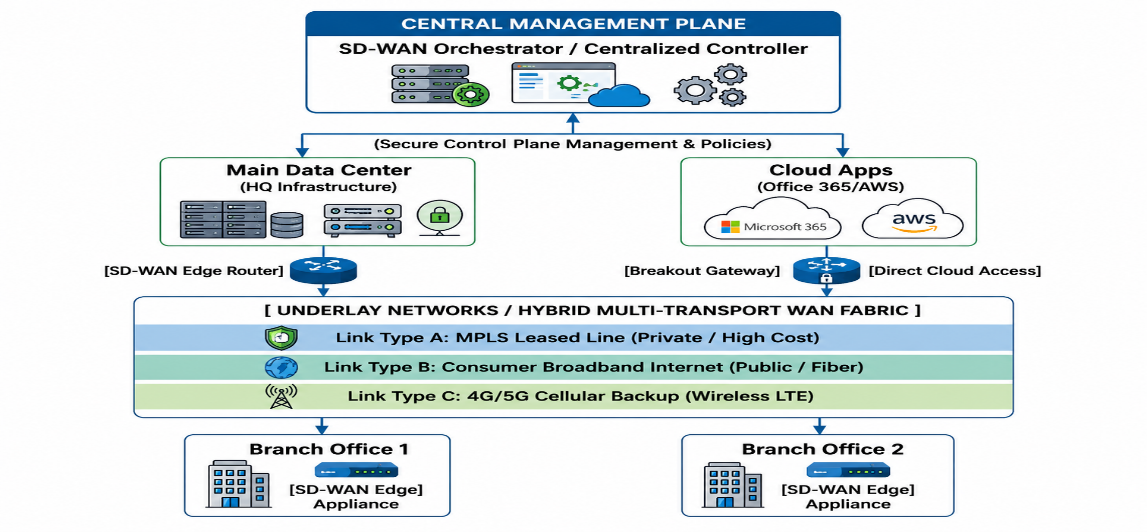 CENTRAL MANAGEMENT PLANE
SD-WAN Orchestrator / Centralized Controller
(Secure Control Plane Management & Policies)
Main Data Center
(HQ Infrastructure)
Cloud Apps
(Office 365/AWS)
Microsoft 365
aws
[SD-WAN Edge Router]
[Breakout Gateway]
[Direct Cloud Access]
[ UNDERLAY NETWORKS / HYBRID MULTI-TRANSPORT WAN FABRIC ]
Link Type A: MPLS Leased Line (Private / High Cost)
Link Type B: Consumer Broadband Internet (Public / Fiber)
Link Type C: 4G/5G Cellular Backup (Wireless LTE)
Branch Office 1
[SD-WAN Edge]
Appliance
Branch Office 2
[SD-WAN Edge]
Appliance